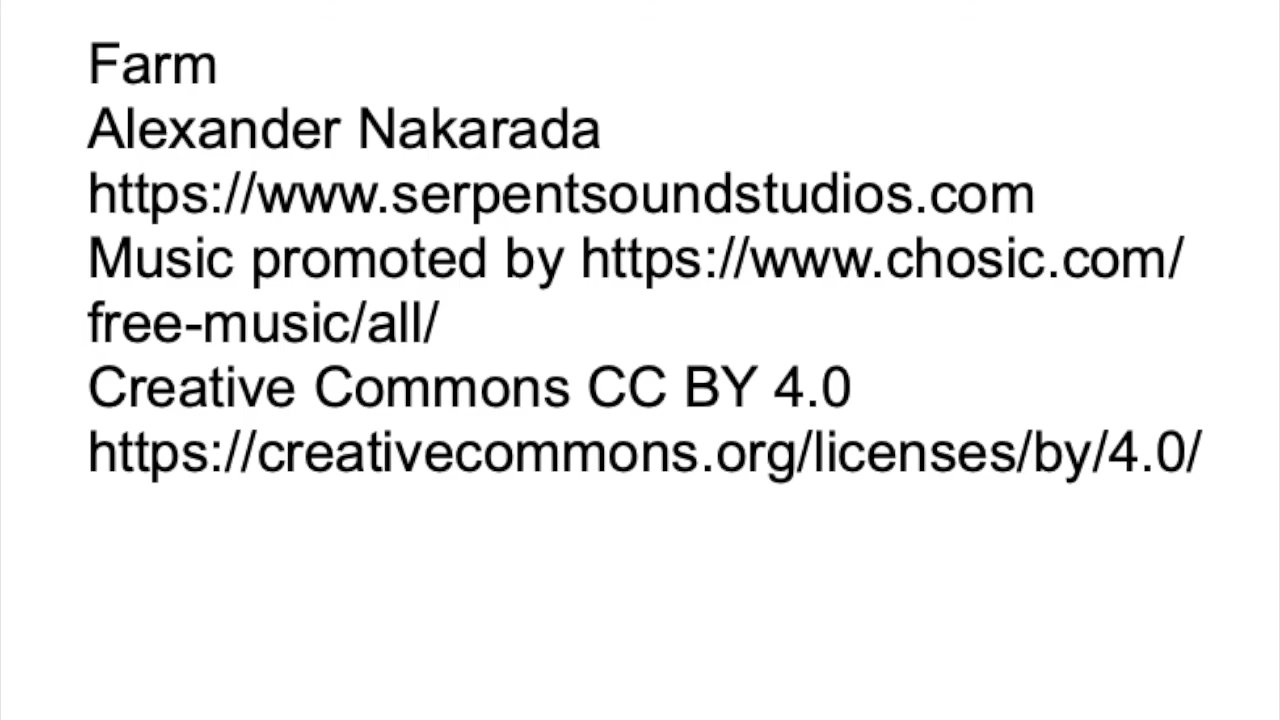 Farm
Alexander Nakarada
https://www.serpentsoundstudios.com
Music promoted by https://www.chosic.com/
free-music/all/
Creative Commons CC BY 4.0
https://creativecommons.org/licenses/by/4.0/